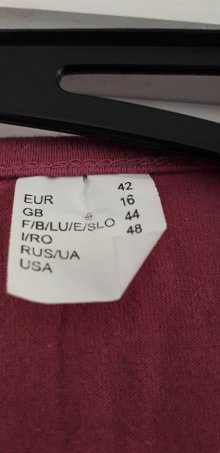 EUR 42
GB 16
F/B/LU/E/SLO 44
I/RO 48
RUS/UA
USA